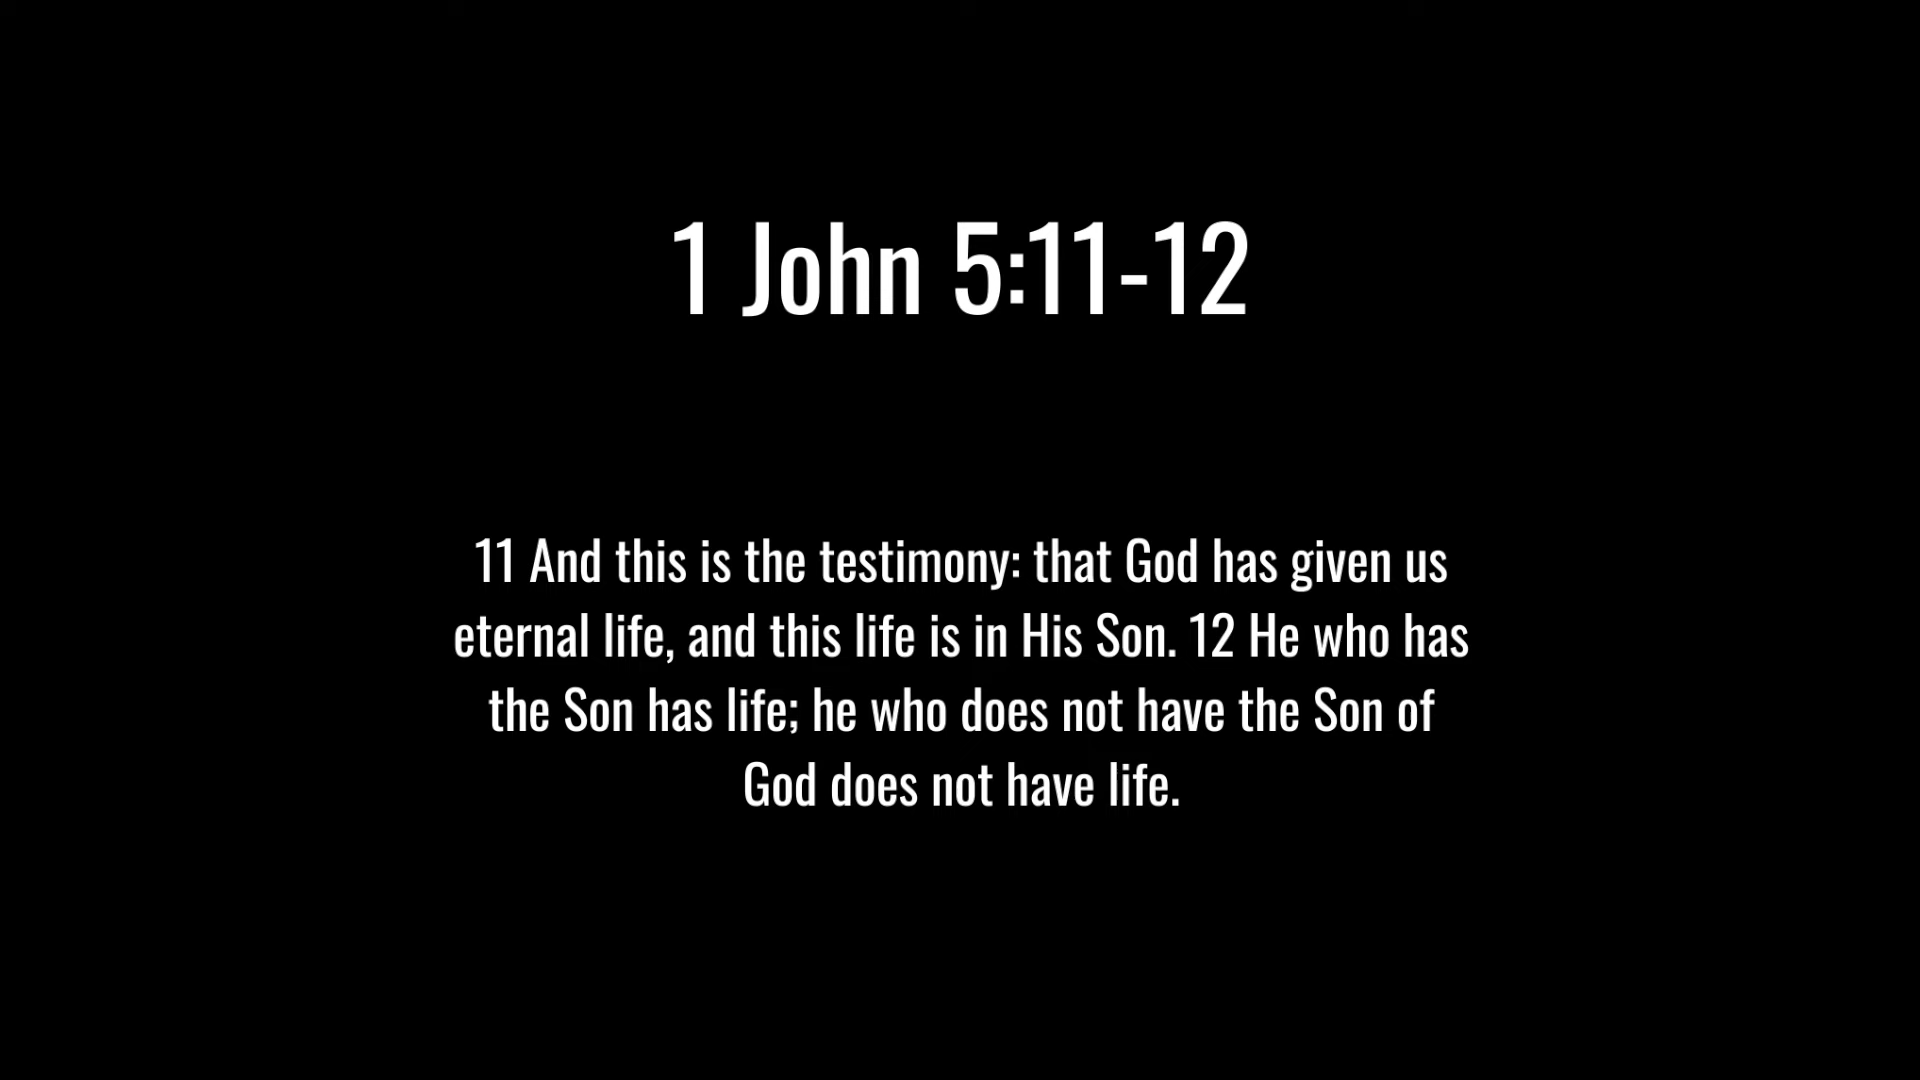 1 John 5:11-12
11 And this is the testimony: that God has given us
eternal life, and this life is in His Son. 12 He who has
the Son has life; he who does not have the Son of
God does not have life.